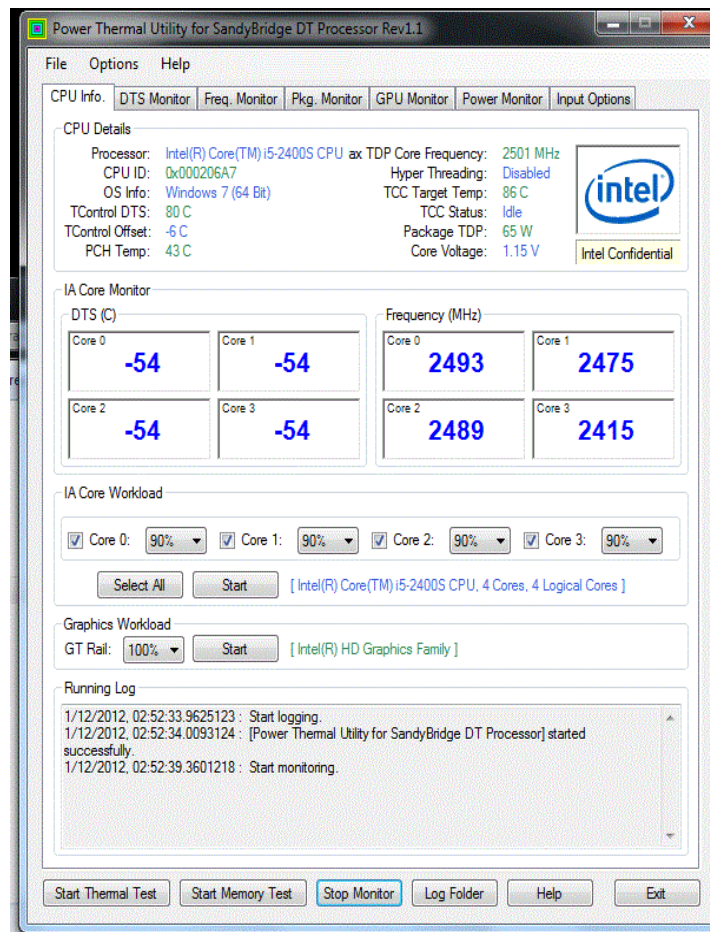 Power Thermal Utility for SandyBridge DT Processor Rev1.1
File Options Help
CPU Info. DTS Monitor Freq. Monitor Pkg. Monitor GPU Monitor Power Monitor Input Options
CPU Details
Processor: Intel(R) Core(TM) i5-2400S CPU ax TDP Core Frequency: 2501 MHz
CPU ID: 0x000206A7 Hyper Threading: Disabled
OS Info: Windows 7 (64 Bit) TCC Target Temp: 86 C
TControl DTS: 80 C TCC Status: Idle
TControl Offset: -6 C Package TDP: 65 W
PCH Temp: 43 C Core Voltage: 1.15 V
intel
Intel Confidential
IA Core Monitor
DTS (C) Frequency (MHz)
Core 0 Core 1 Core 0 Core 1
-54 -54 2493 2475
Core 2 Core 3 Core 2 Core 3
-54 -54 2489 2415
IA Core Workload
Core 0: 90% Core 1: 90% Core 2: 90% Core 3: 90%
Select All Start [ Intel(R) Core(TM) i5-2400S CPU, 4 Cores, 4 Logical Cores ]
Graphics Workload
GT Rail: 100% Start [ Intel(R) HD Graphics Family ]
Running Log
1/12/2012, 02:52:33.9625123 : Start logging.
1/12/2012, 02:52:34.0093124 : [Power Thermal Utility for SandyBridge DT Processor] started
successfully.
1/12/2012, 02:52:39.3601218 : Start monitoring.
Start Thermal Test Start Memory Test Stop Monitor Log Folder Help Exit